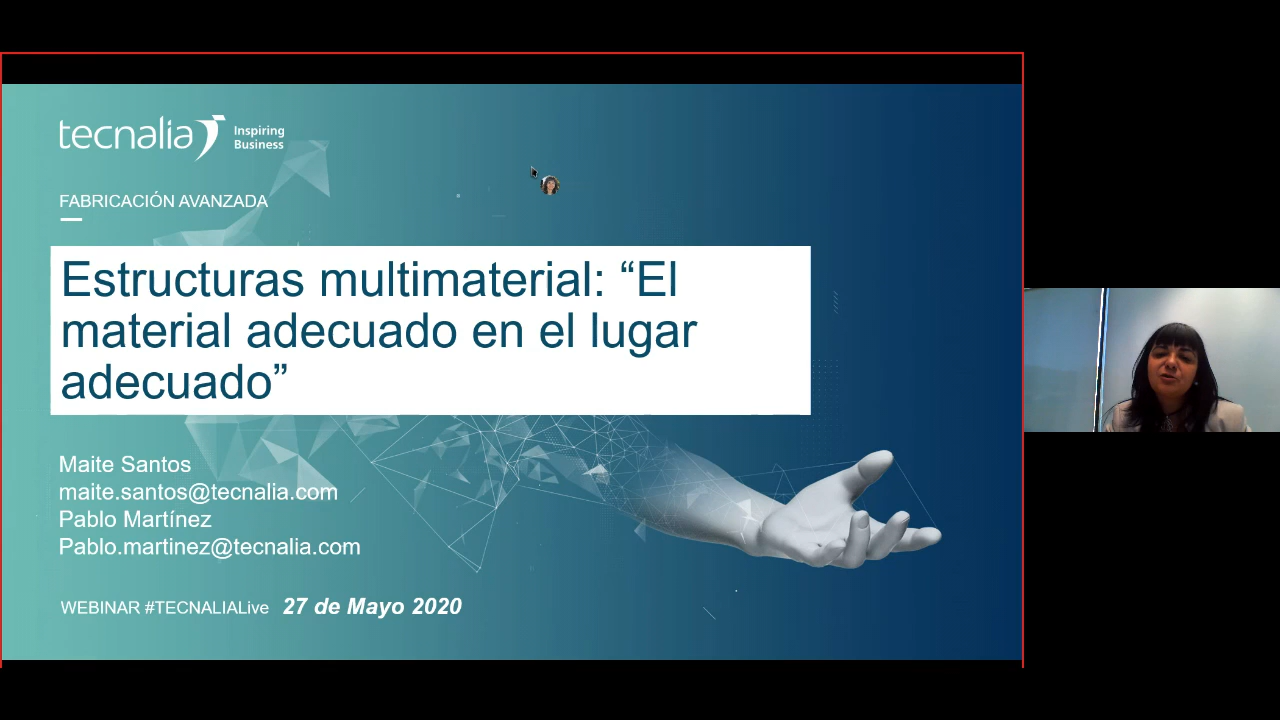 tecnalia
Inspiring
Business
FABRICACIÓN AVANZADA
Estructuras multimaterial: “El
material adecuado en el lugar
adecuado”
Maite Santos
maite.santos@tecnalia.com
Pablo Martínez
Pablo.martinez@tecnalia.com
WEBINAR #TECNALIALive 27 de Mayo 2020